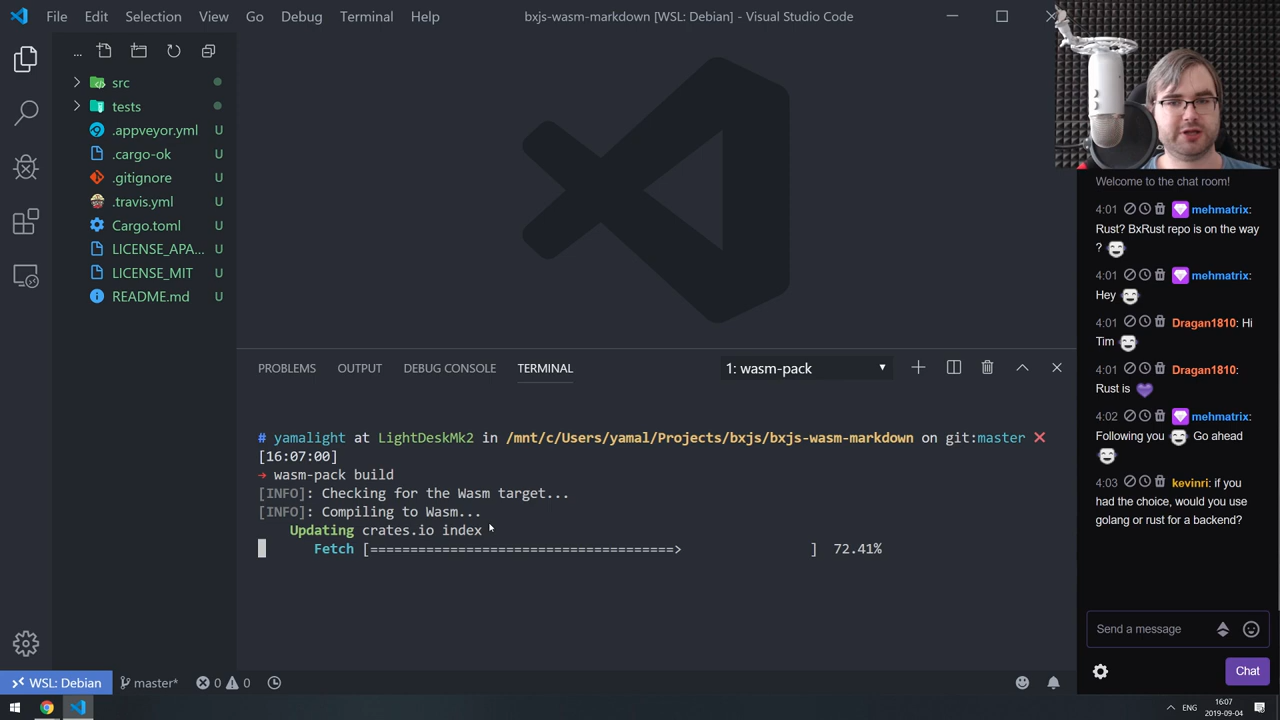 File Edit Selection View Go Debug Terminal Help
bxjs-wasm-markdown [WSL: Debian] - Visual Studio Code
...
src
tests
.appveyor.yml U
.cargo-ok U
.gitignore U
.travis.yml U
Cargo.toml U
LICENSE_APA... U
LICENSE_MIT U
README.md U
PROBLEMS OUTPUT DEBUG CONSOLE TERMINAL
1: wasm-pack
# yamalight at LightDeskMk2 in /mnt/c/Users/yamal/Projects/bxjs/bxjs-wasm-markdown on git:master ❌
[16:07:00]
→ wasm-pack build
[INFO]: Checking for the Wasm target...
[INFO]: Compiling to Wasm...
Updating crates.io index
Fetch [=====================================> ] 72.41%
WSL: Debian master* 0 0
Welcome to the chat room!
4:01 mehmatrix:
Rust? BxRust repo is on the way
?
4:01 mehmatrix:
Hey
4:01 Dragan1810: Hi
Tim
4:01 Dragan1810:
Rust is
4:02 mehmatrix:
Following you Go ahead
4:03 kevinri: if you
had the choice, would you use
golang or rust for a backend?
Send a message
Chat
ENG
16:07
2019-09-04